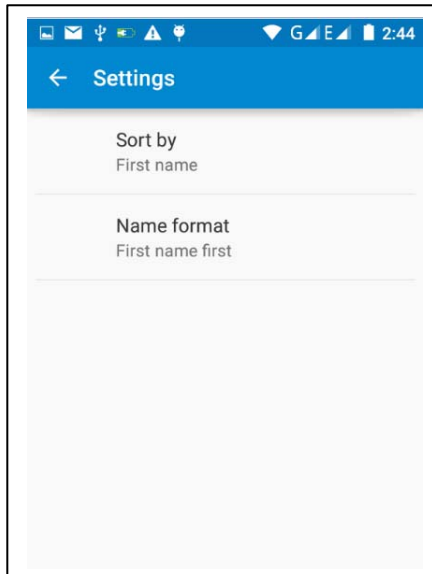 G E 2:44
Settings
Sort by
First name
Name format
First name first